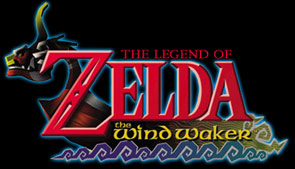 THE LEGEND OF
ZELDA
the
Wind Waker